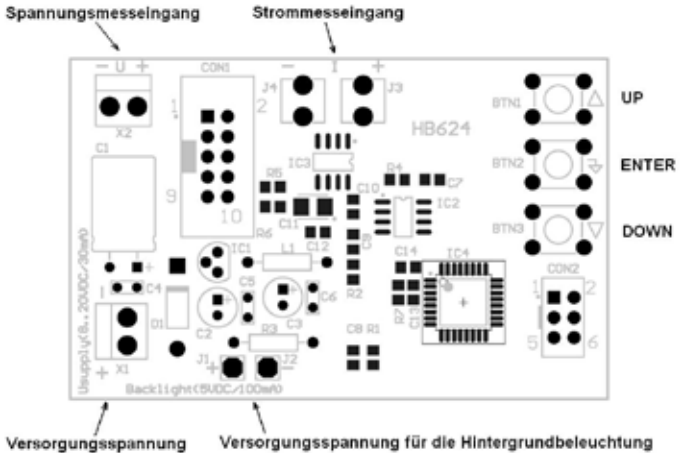 Spannungsmesseingang
Strommesseingang
− U +
CON1
− I +
J4
J3
X2
1
2
HB624
BTN1
UP
C1
IC3
BTN2
ENTER
R5
R4
C7
C10
9
10
C11
IC2
BTN3
DOWN
R6
C12
IC1
L1
C9
C14
IC4
CON2
+
C4
1
2
−
C5
C6
R2
D1
C2
C3
R7
C13
R3
C8
R1
5
6
X1
J1
J2
+
−
+
Usupply(8..20VDC/30mA)
Backlight(5VDC/100mA)
Versorgungsspannung
Versorgungsspannung für die Hintergrundbeleuchtung